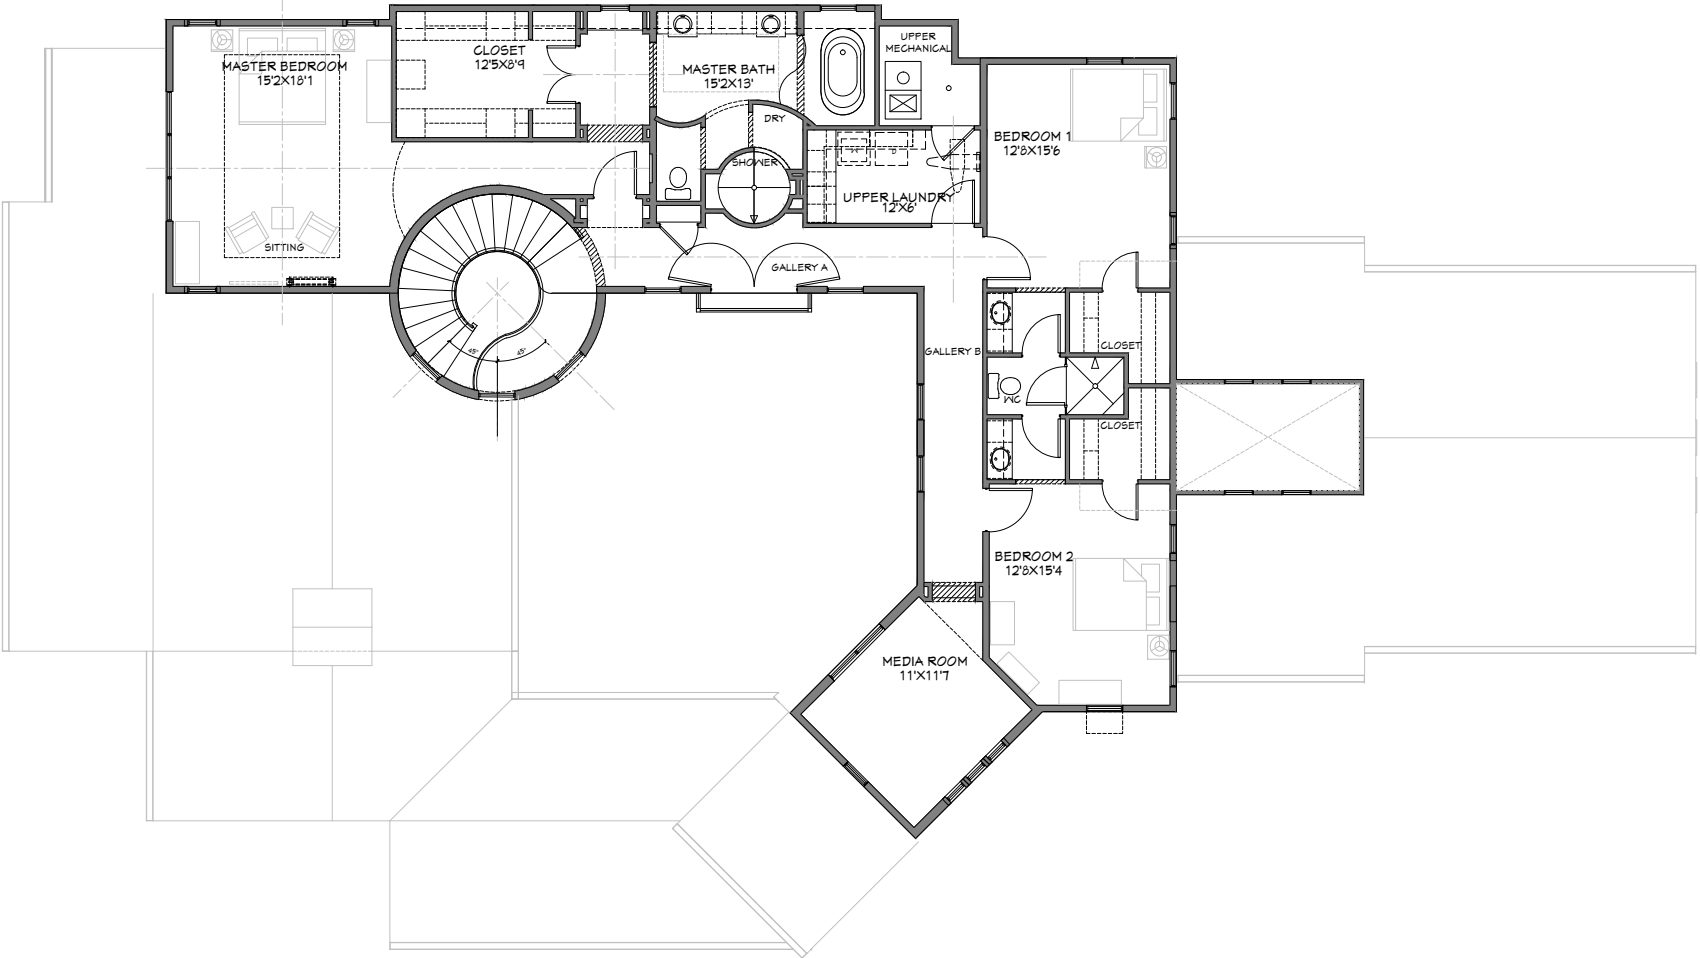 MASTER BEDROOM
15'2X18'1
SITTING
CLOSET
12'5X8'9
MASTER BATH
15'2X13'
DRY
SHOWER
UPPER
MECHANICAL
UPPER LAUNDRY
12'X6'
GALLERY A
BEDROOM 1
12'8X15'6
GALLERY B
CLOSET
WC
CLOSET
45°
45°
BEDROOM 2
12'8X15'4
MEDIA ROOM
11'X11'7